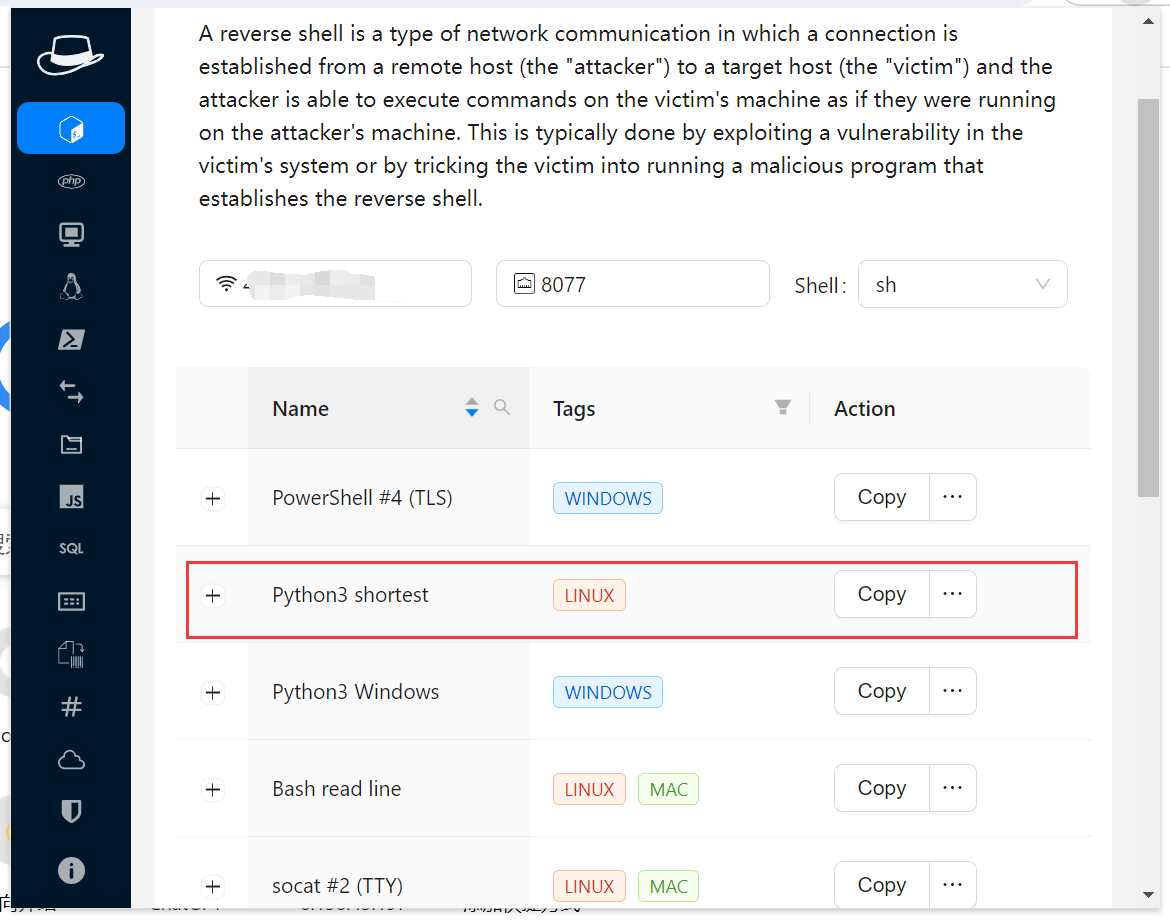 A reverse shell is a type of network communication in which a connection is
established from a remote host (the "attacker") to a target host (the "victim") and the
attacker is able to execute commands on the victim's machine as if they were running
on the attacker's machine. This is typically done by exploiting a vulnerability in the
victim's system or by tricking the victim into running a malicious program that
establishes the reverse shell.
php
8077 Shell: sh
Name Tags Action
PowerShell #4 (TLS) WINDOWS Copy ···
JS
SQL
Python3 shortest LINUX Copy ···
Python3 Windows WINDOWS Copy ···
#
Bash read line LINUX MAC Copy ···
socat #2 (TTY) LINUX MAC Copy ···